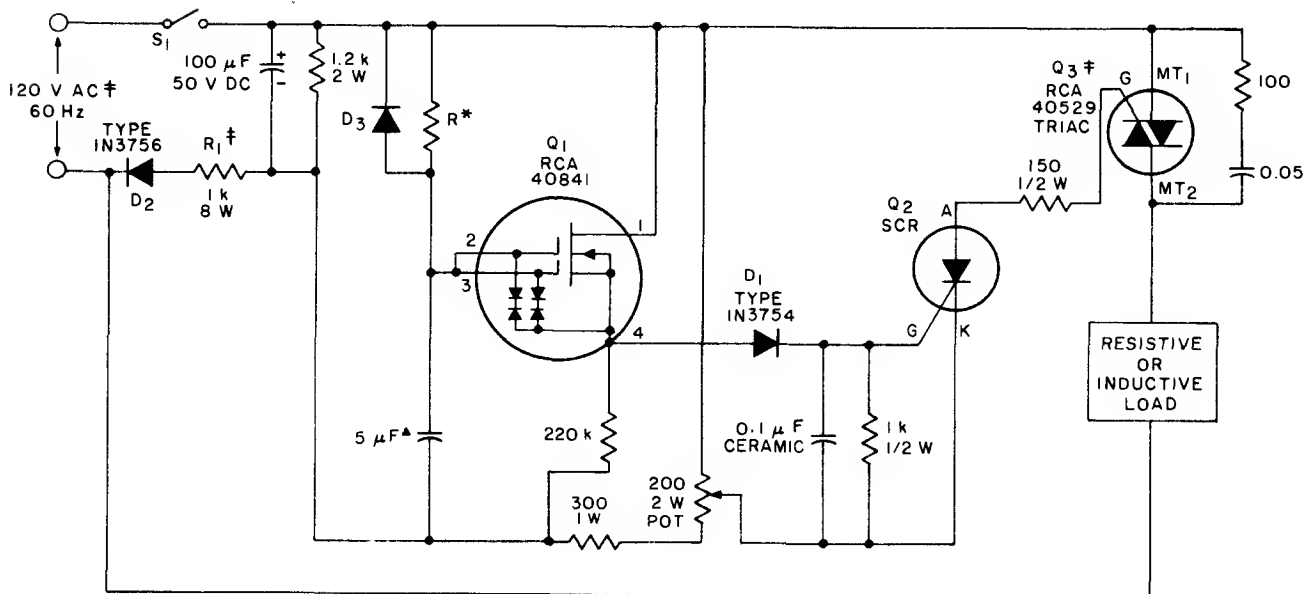 S1
120 V AC‡
60 Hz
TYPE
1N3756
D2
R1‡
1 k
8 W
100 μF
50 V DC
+
-
1.2 k
2 W
D3
R*
Q1
RCA
40841
1
2
3
4
5 μF▲
220 k
300
1 W
200
2 W
POT
D1
TYPE
1N3754
0.1 μF
CERAMIC
1 k
1/2 W
Q2
SCR
A
G
K
150
1/2 W
Q3‡
RCA
40529
TRIAC
G
MT1
MT2
100
0.05
RESISTIVE
OR
INDUCTIVE
LOAD